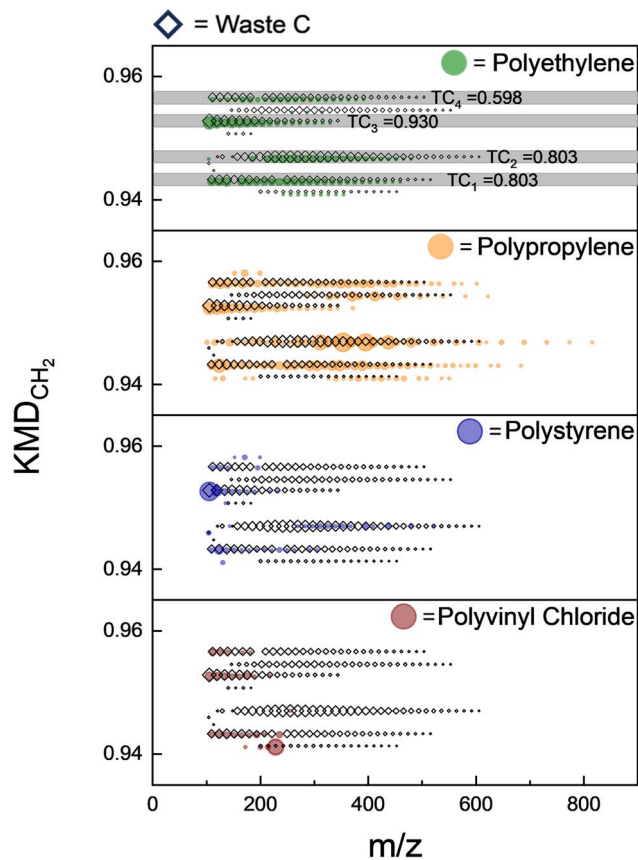 = Waste C
= Polyethylene
0.96
TC4 =0.598
TC3 =0.930
TC2 =0.803
TC1 =0.803
0.94
= Polypropylene
0.96
0.94
KMDCH2
=Polystyrene
0.96
0.94
=Polyvinyl Chloride
0.96
0.94
0 200 400 600 800
m/z